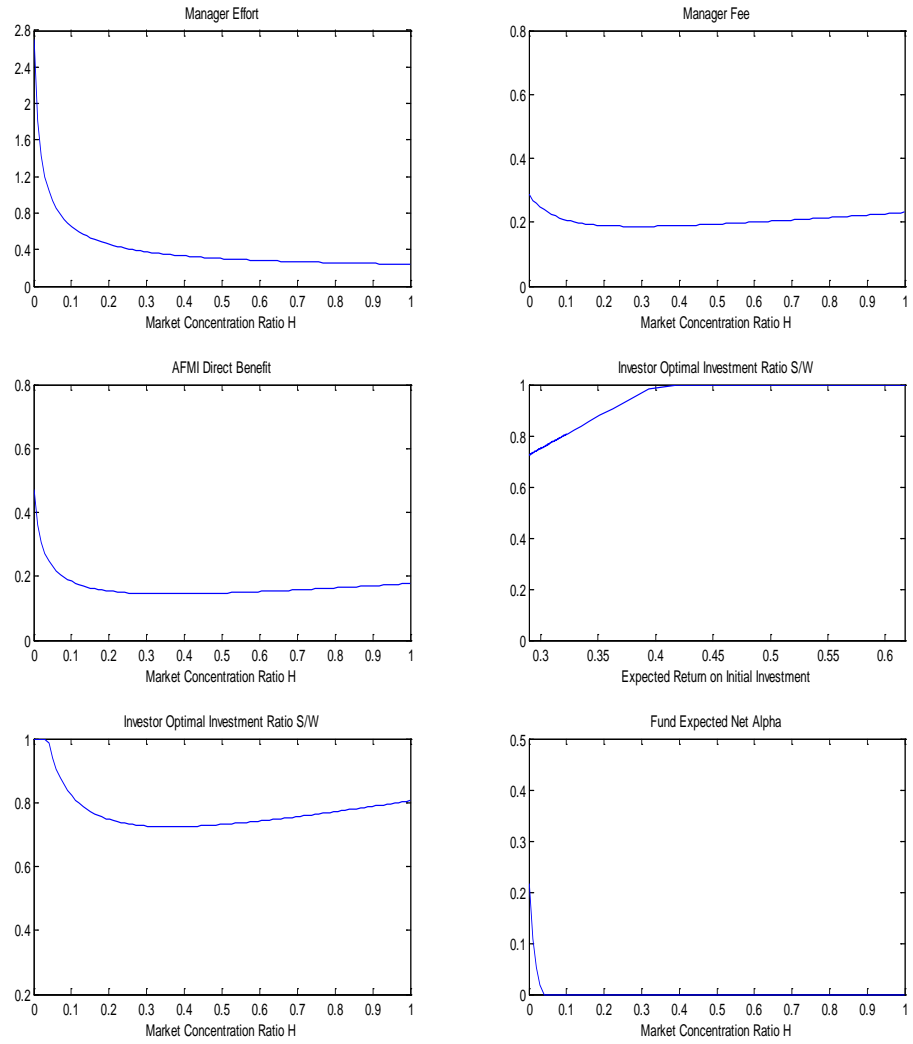 Manager Effort
2.8
2.4
2
1.6
1.2
0.8
0.4
0
0 0.1 0.2 0.3 0.4 0.5 0.6 0.7 0.8 0.9 1
Market Concentration Ratio H
Manager Fee
0.8
0.6
0.4
0.2
0
0 0.1 0.2 0.3 0.4 0.5 0.6 0.7 0.8 0.9 1
Market Concentration Ratio H
AFMI Direct Benefit
0.8
0.6
0.4
0.2
0
0 0.1 0.2 0.3 0.4 0.5 0.6 0.7 0.8 0.9 1
Market Concentration Ratio H
Investor Optimal Investment Ratio S/W
1
0.8
0.6
0.4
0.2
0
0.3 0.35 0.4 0.45 0.5 0.55 0.6
Expected Return on Initial Investment
Investor Optimal Investment Ratio S/W
1
0.8
0.6
0.4
0.2
0 0.1 0.2 0.3 0.4 0.5 0.6 0.7 0.8 0.9 1
Market Concentration Ratio H
Fund Expected Net Alpha
0.5
0.4
0.3
0.2
0.1
0
0 0.1 0.2 0.3 0.4 0.5 0.6 0.7 0.8 0.9 1
Market Concentration Ratio H